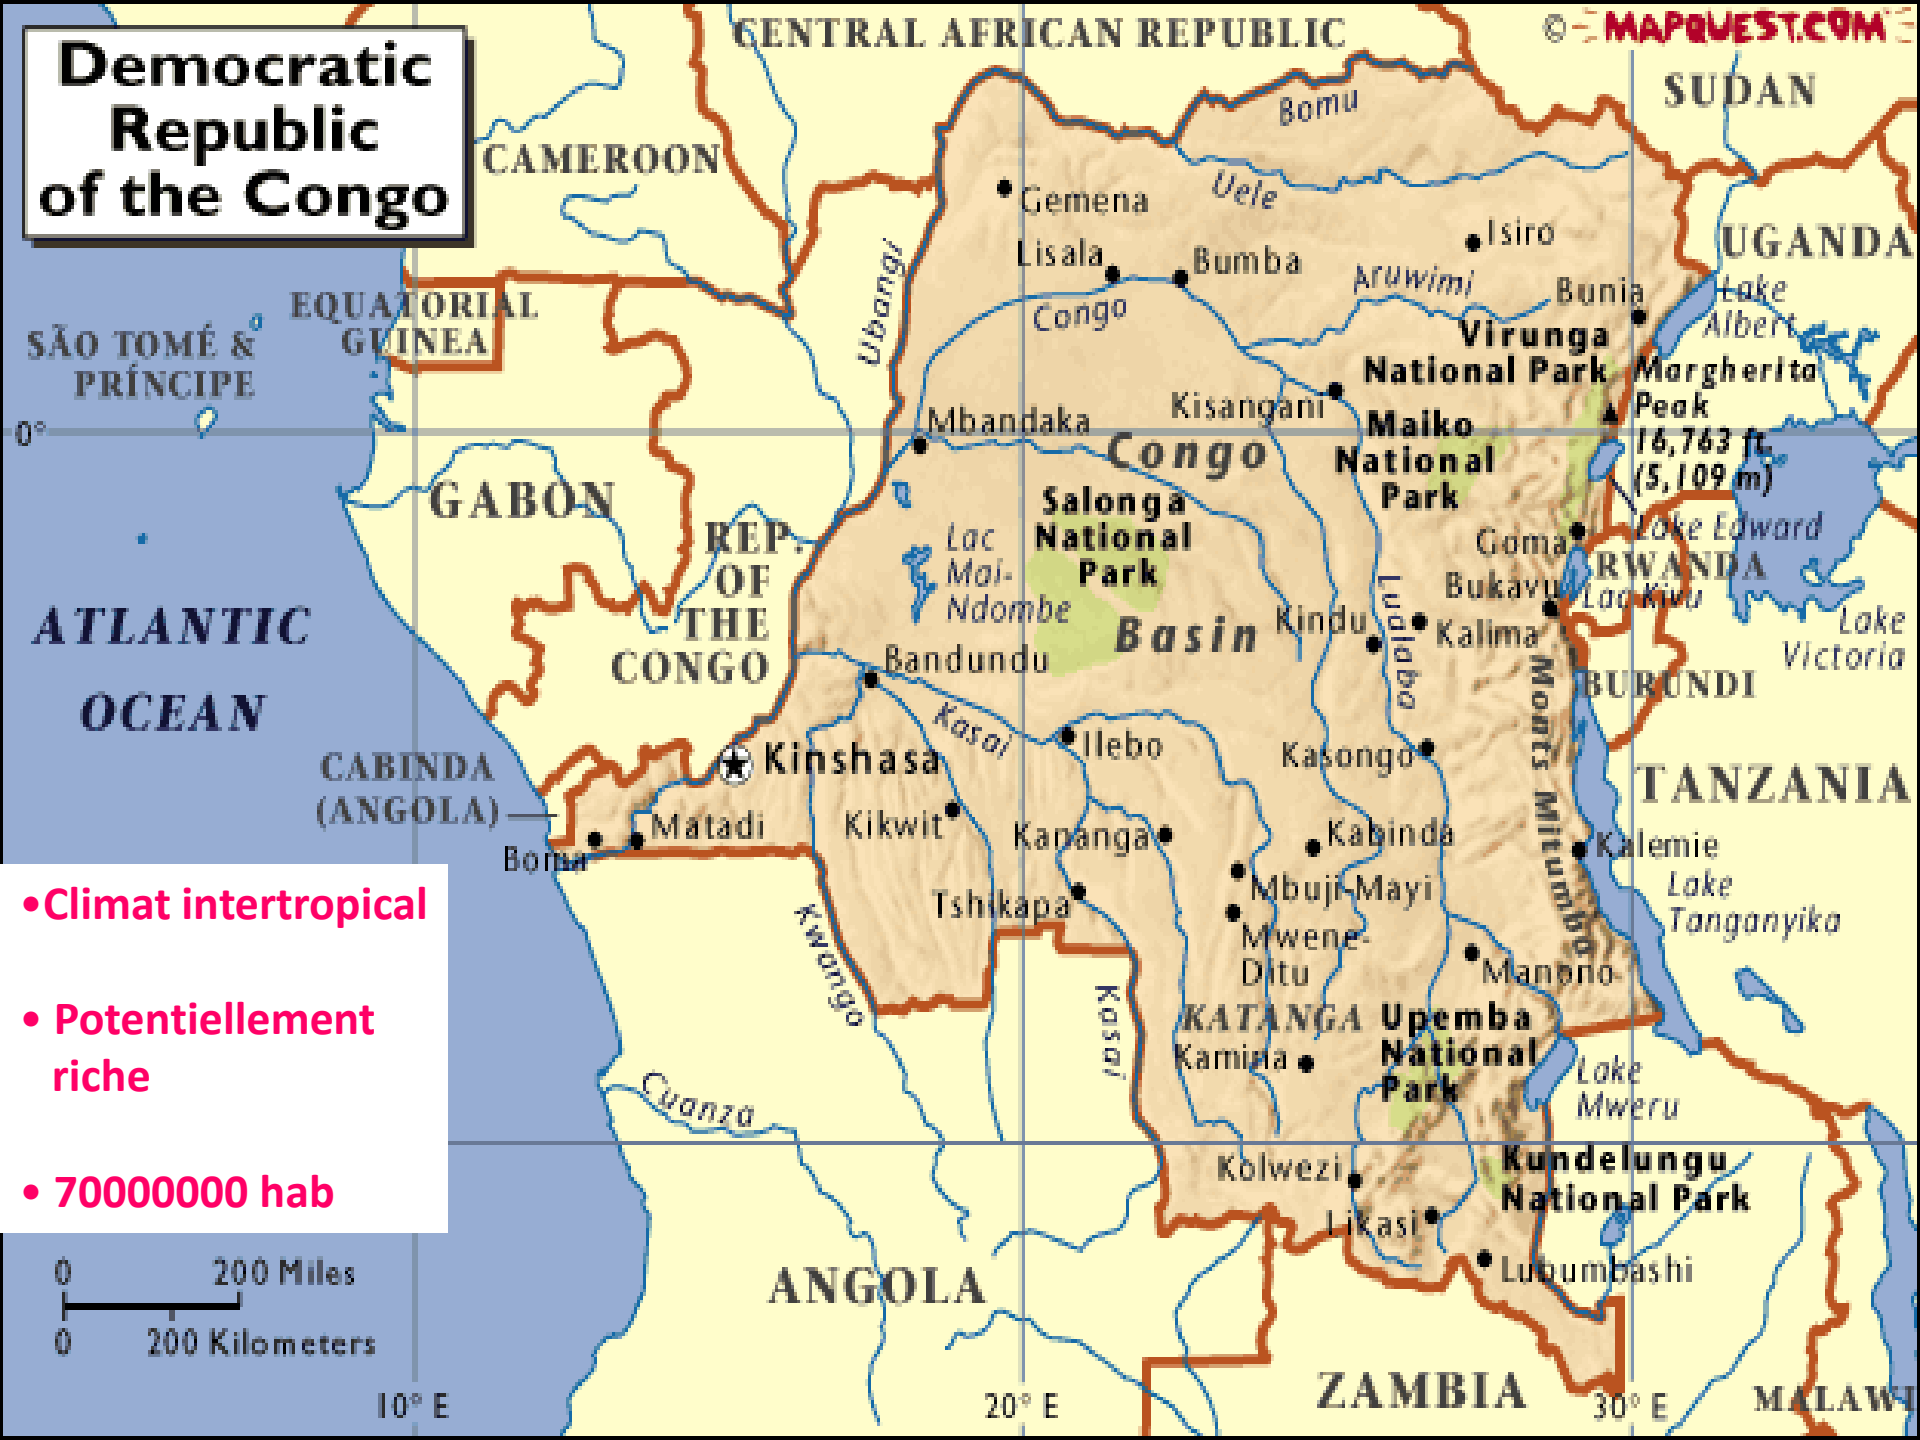 Democratic
Republic
of the Congo
CENTRAL AFRICAN REPUBLIC
© MAPQUEST.COM
SUDAN
CAMEROON
Bomu
Uele
Gemena
Isiro
Lisala
Bumba
UGANDA
Ubangi
Congo
Aruwimi
Bunia
Lake
Albert
EQUATORIAL
GUINEA
SÃO TOMÉ &
PRÍNCIPE
Virunga
National Park
Margherita
Peak
16,763 ft.
(5,109 m)
0°
Mbandaka
Kisangani
Congo
Maiko
National
Park
GABON
Salonga
National
Park
REP.
OF
THE
CONGO
Lac
Mai-
Ndombe
Goma
Lake Edward
RWANDA
Bukavu
Lac Kivu
Lake
Victoria
ATLANTIC
OCEAN
Basin
Kindu
Lualaba
Kalima
BURUNDI
Bandundu
Kasai
Monts Mitumba
CABINDA
(ANGOLA)
Kinshasa
Ilebo
Kasongo
TANZANIA
Matadi
Boma
Kikwit
Kananga
Kabinda
Kalemie
Tshikapa
Mbuji-Mayi
Lake
Tanganyika
Mwene-
Ditu
Manono
Kwango
Kasai
KATANGA
Upemba
National
Park
Kamina
Lake
Mweru
Cuanza
•Climat intertropical
• Potentiellement
riche
• 70000000 hab
Kolwezi
Kundelungu
National Park
Likasi
Lubumbashi
ANGOLA
0 200 Miles
0 200 Kilometers
ZAMBIA
MALAWI
10° E
20° E
30° E